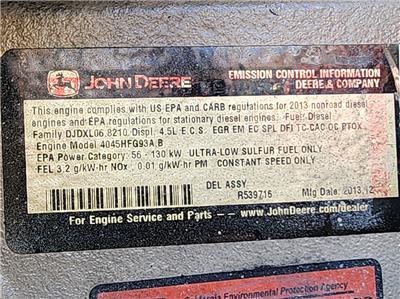 JOHN DEERE
EMISSION CONTROL INFORMATION
DEERE & COMPANY
This engine complies with US EPA and CARB regulations for 2013 nonroad diesel
engines and EPA regulations for stationary diesel engines. Fuel: Diesel
Family DJDXL06.8210, Displ. 4.5L E.C.S. EGR EM EC SPL DFI TC-CAC OC PTOX
Engine Model 4045HFG93A,B
EPA Power Category: 56 - 130 kW ULTRA-LOW SULFUR FUEL ONLY
FEL 3.2 g/kW-hr NOx 0.01 g/kW-hr PM CONSTANT SPEED ONLY
DEL ASSY
R539716
Mfg Date: 2013.12
For Engine Service and Parts — www.JohnDeere.com/dealer
California Environmental Protection Agency